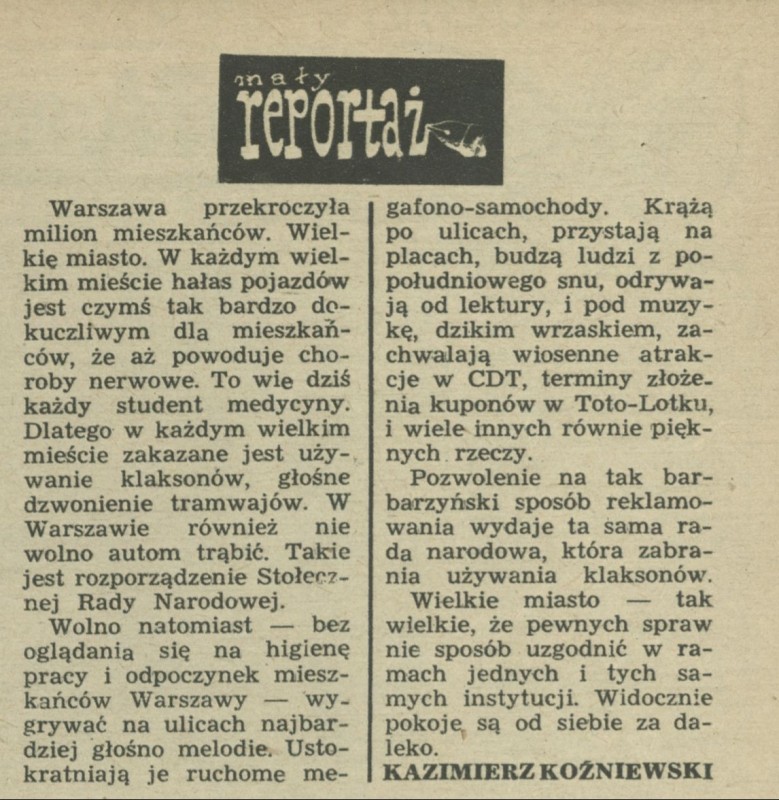 mały
reportaż
Warszawa przekroczyła
milion mieszkańców. Wiel-
kie miasto. W każdym wiel-
kim mieście hałas pojazdów
jest czymś tak bardzo do-
kuczliwym dla mieszkań-
ców, że aż powoduje cho-
roby nerwowe. To wie dziś
każdy student medycyny.
Dlatego w każdym wielkim
mieście zakazane jest uży-
wanie klaksonów, głośne
dzwonienie tramwajów. W
Warszawie również nie
wolno autom trąbić. Takie
jest rozporządzenie Stołecz-
nej Rady Narodowej.
Wolno natomiast — bez
oglądania się na higienę
pracy i odpoczynek miesz-
kańców Warszawy — wy-
grywać na ulicach najbar-
dziej głośno melodie. Usto-
kratniają je ruchome me-
gafono-samochody. Krążą
po ulicach, przystają na
placach, budzą ludzi z po-
południowego snu, odrywa-
ją od lektury, i pod muzy-
kę, dzikim wrzaskiem, za-
chwalają wiosenne atrak-
cje w CDT, terminy złoże-
nia kuponów w Toto-Lotku,
i wiele innych równie pięk-
nych rzeczy.
Pozwolenie na tak bar-
barzyński sposób reklamo-
wania wydaje ta sama ra-
da narodowa, która zabra-
nia używania klaksonów.
Wielkie miasto — tak
wielkie, że pewnych spraw
nie sposób uzgodnić w ra-
mach jednych i tych sa-
mych instytucji. Widocznie
pokoje są od siebie za da-
leko.
KAZIMIERZ KOŹNIEWSKI